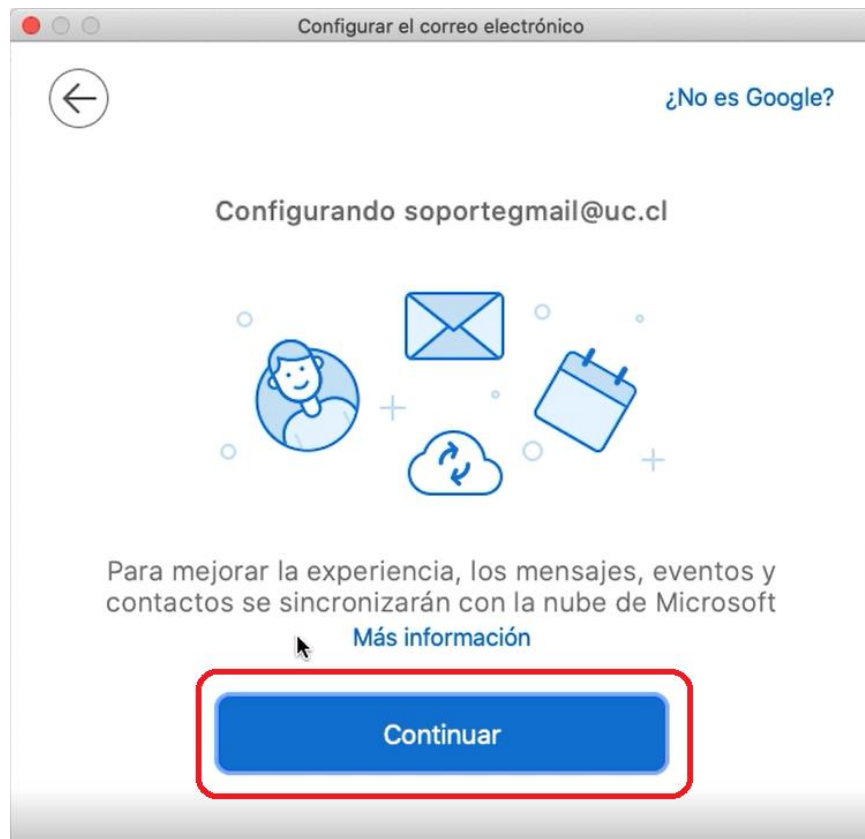 Configurar el correo electrónico
¿No es Google?
Configurando soportegmail@uc.cl
Para mejorar la experiencia, los mensajes, eventos y
contactos se sincronizarán con la nube de Microsoft
Más información
Continuar